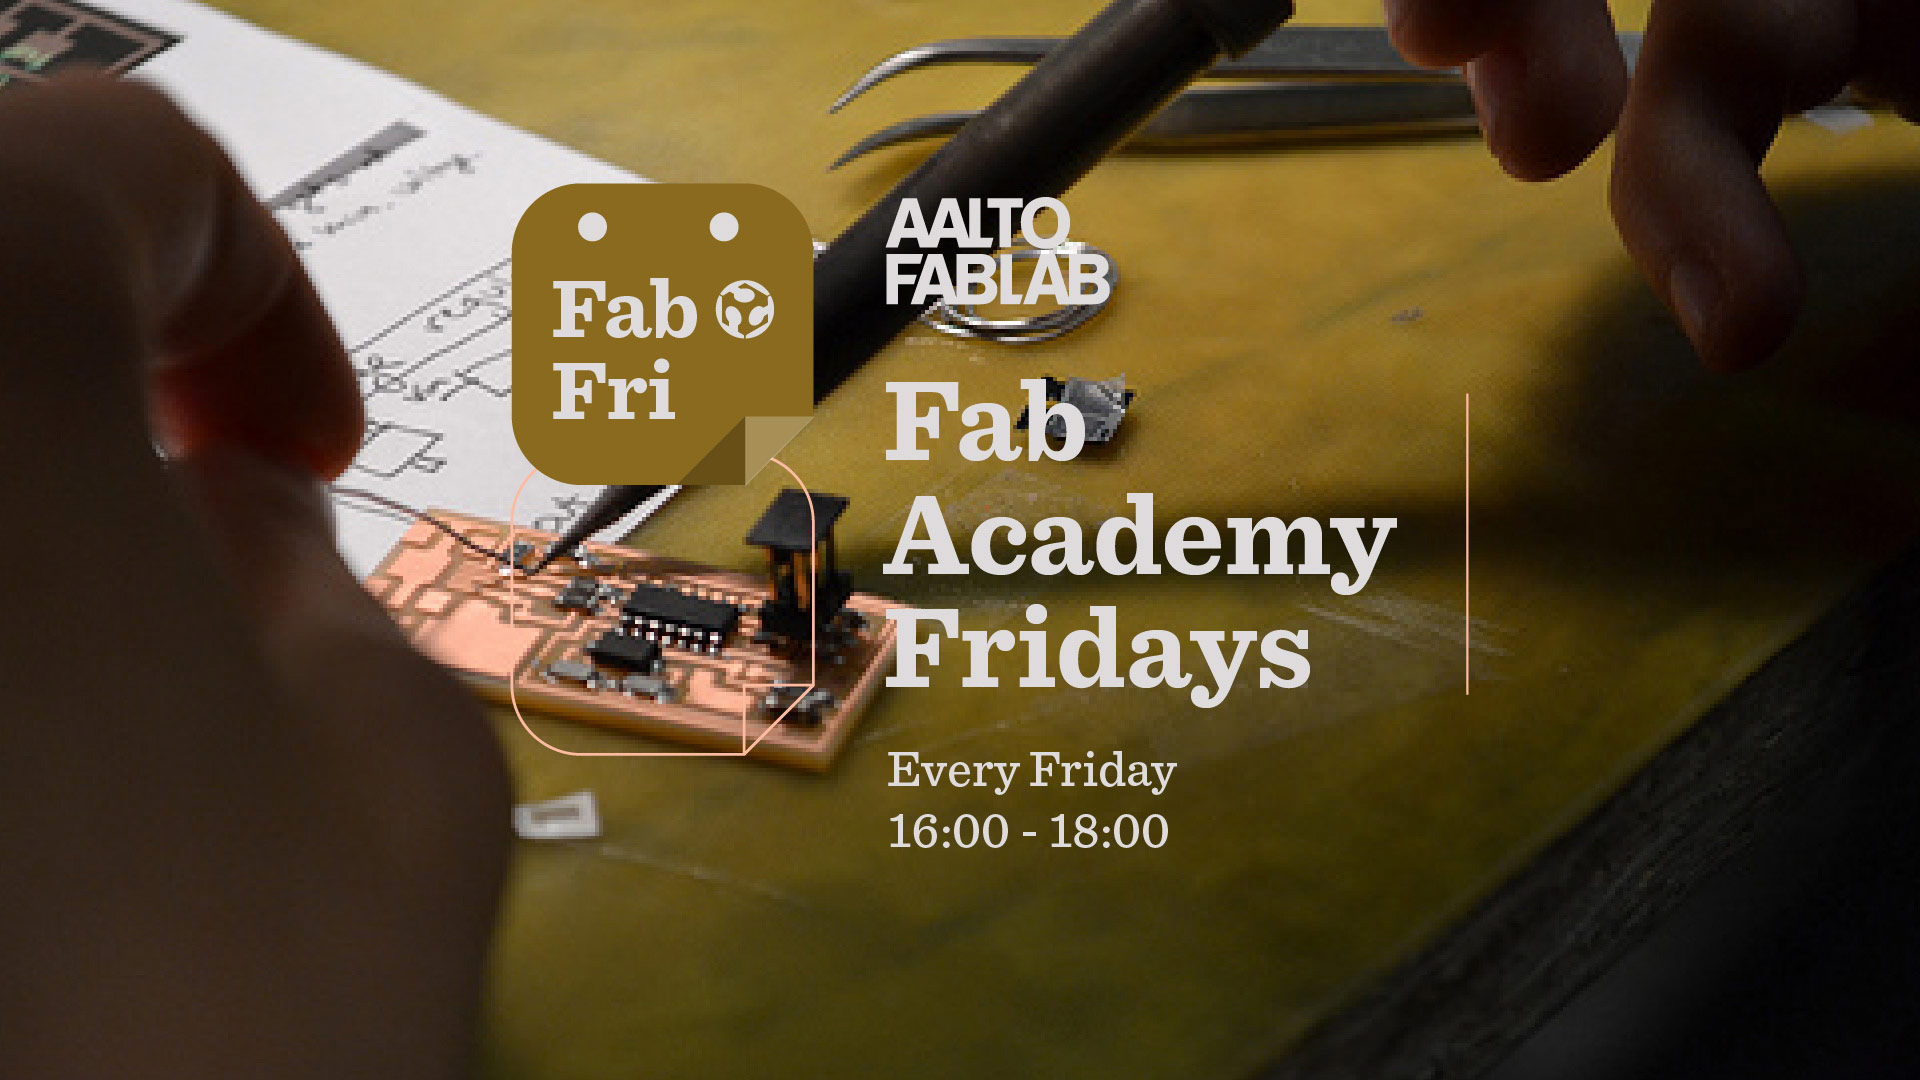 Fab
Fri
AALTO
FABLAB
Fab
Academy
Fridays
Every Friday
16:00 - 18:00